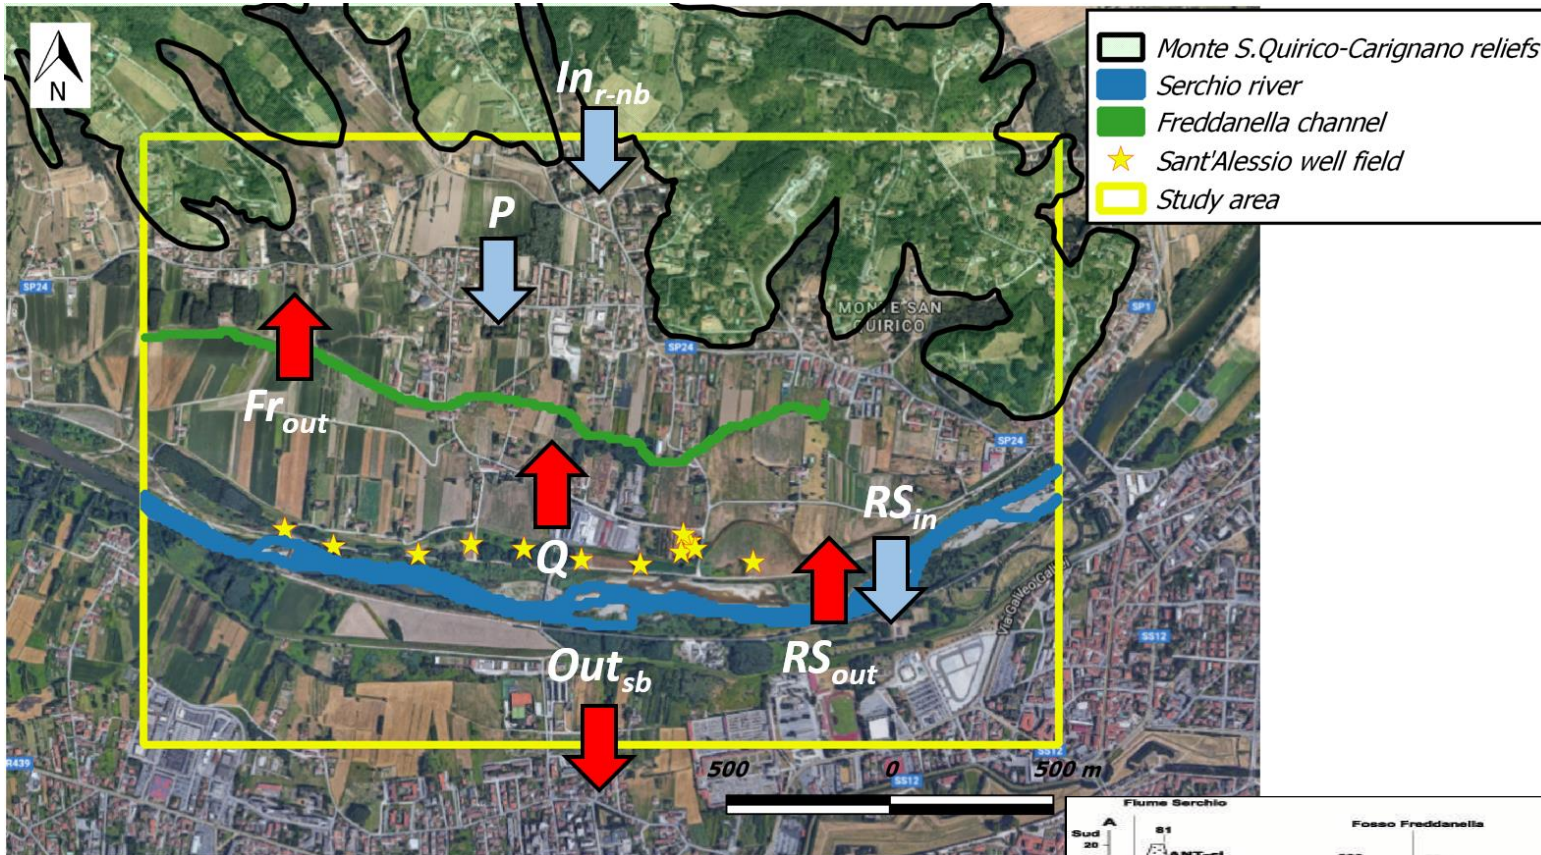 N
In r-nb
P
Fr out
Q
RS in
RS out
Out sb
Monte S.Quirico-Carignano reliefs
Serchio river
Freddanella channel
Sant'Alessio well field
Study area
SP24
SP24
SP24
SP1
MONTE SAN
QUIRICO
SS12
SS12
SS12
R439
500 0 500 m
Fiume Serchio
Fosso Freddanella
A
Sud
20
S1